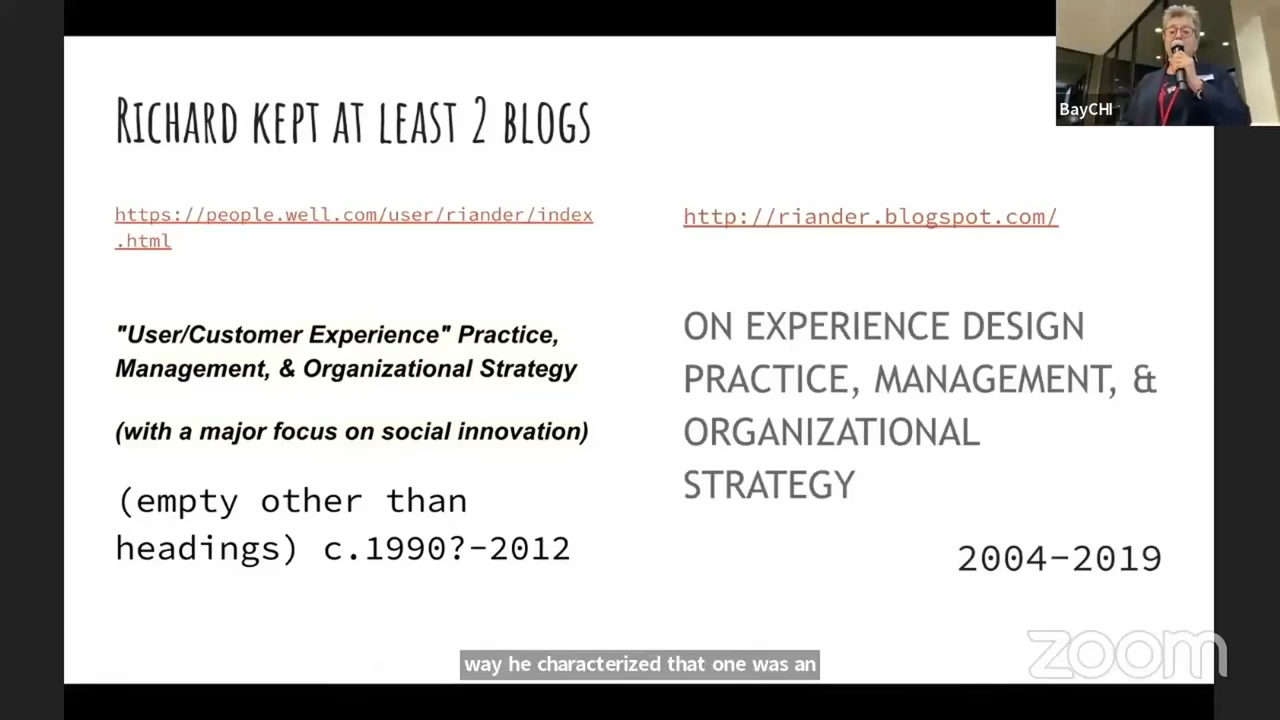 RICHARD KEPT AT LEAST 2 BLOGS
BayCHI
https://people.well.com/user/riander/index
.html
"User/Customer Experience" Practice,
Management, & Organizational Strategy
(with a major focus on social innovation)
(empty other than
headings) c.1990?-2012
http://riander.blogspot.com/
ON EXPERIENCE DESIGN
PRACTICE, MANAGEMENT, &
ORGANIZATIONAL
STRATEGY
2004-2019
way he characterized that one was an
zoom